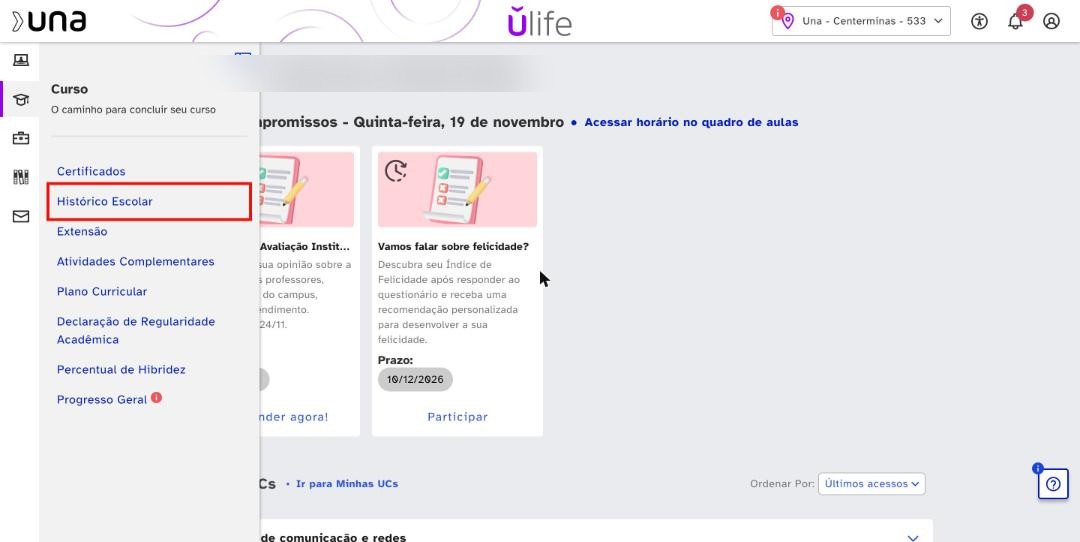 una
ulife
Una - Centerminas - 533
3
Curso
O caminho para concluir seu curso
promissos - Quinta-feira, 19 de novembro • Acessar horário no quadro de aulas
Certificados
Histórico Escolar
Extensão
Atividades Complementares
Plano Curricular
Declaração de Regularidade
Acadêmica
Percentual de Hibridez
Progresso Geral
Avaliação Instit...
sua opinião sobre a
professores,
do campus,
endimento.
24/11.
nder agora!
Vamos falar sobre felicidade?
Descubra seu Índice de
Felicidade após responder ao
questionário e receba uma
recomendação personalizada
para desenvolver a sua
felicidade.
Prazo:
10/12/2026
Participar
Cs • Ir para Minhas UCs
Ordenar Por: Últimos acessos
de comunicação e redes